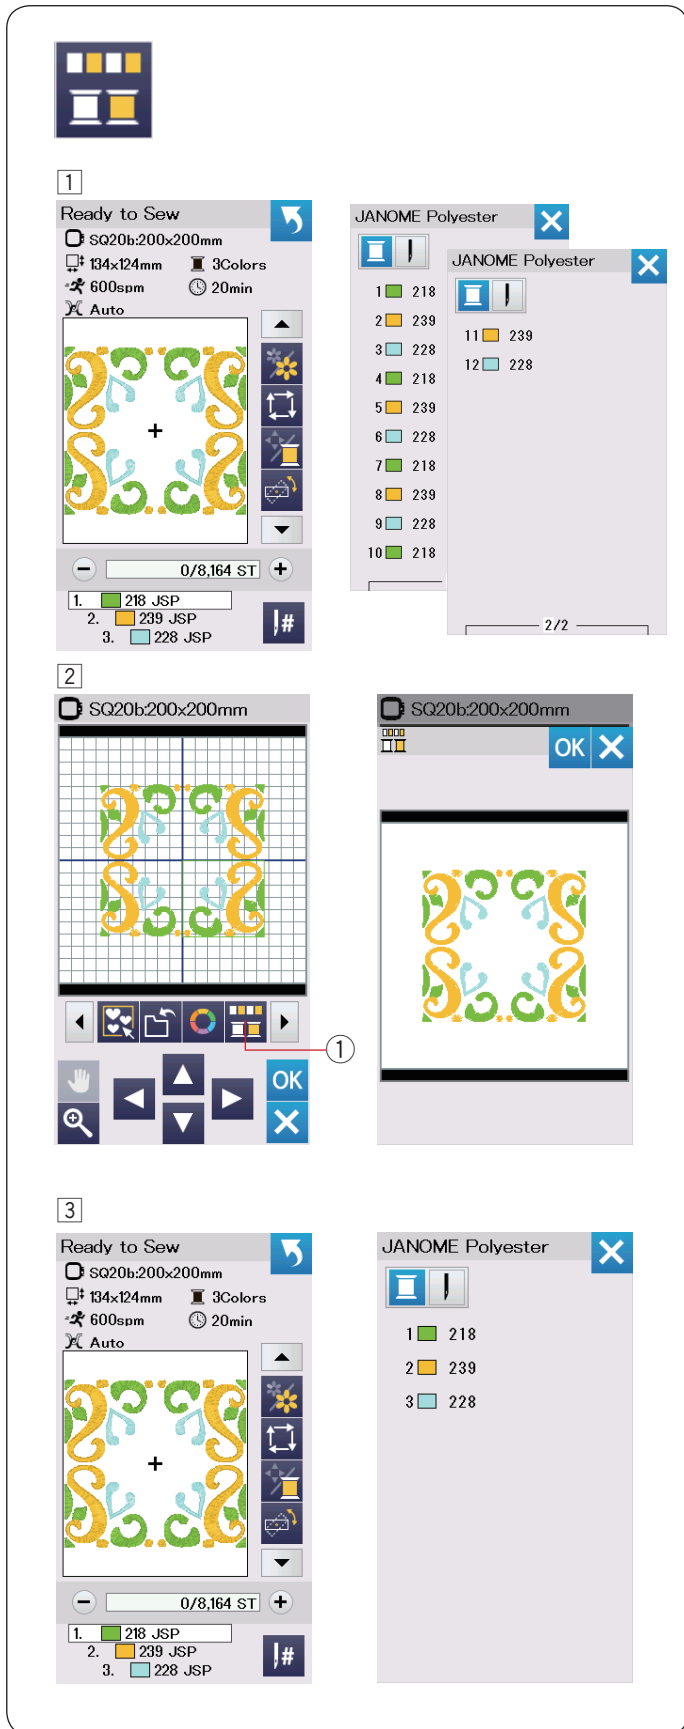 1
Ready to Sew
SQ20b:200x200mm
134x124mm 3Colors
600spm 20min
Auto
0/8,164 ST
1. 218 JSP
2. 239 JSP
3. 228 JSP
#
JANOME Polyester
1 218
2 239
3 228
4 218
5 239
6 228
7 218
8 239
9 228
10 218
JANOME Polyester
11 239
12 228
2/2
2
SQ20b:200x200mm
1
OK
SQ20b:200x200mm
OK
3
Ready to Sew
SQ20b:200x200mm
134x124mm 3Colors
600spm 20min
Auto
0/8,164 ST
1. 218 JSP
2. 239 JSP
3. 228 JSP
#
JANOME Polyester
1 218
2 239
3 228